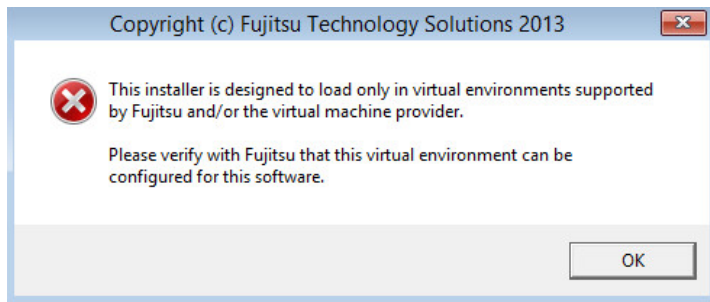 Copyright (c) Fujitsu Technology Solutions 2013
This installer is designed to load only in virtual environments supported
by Fujitsu and/or the virtual machine provider.
Please verify with Fujitsu that this virtual environment can be
configured for this software.
OK